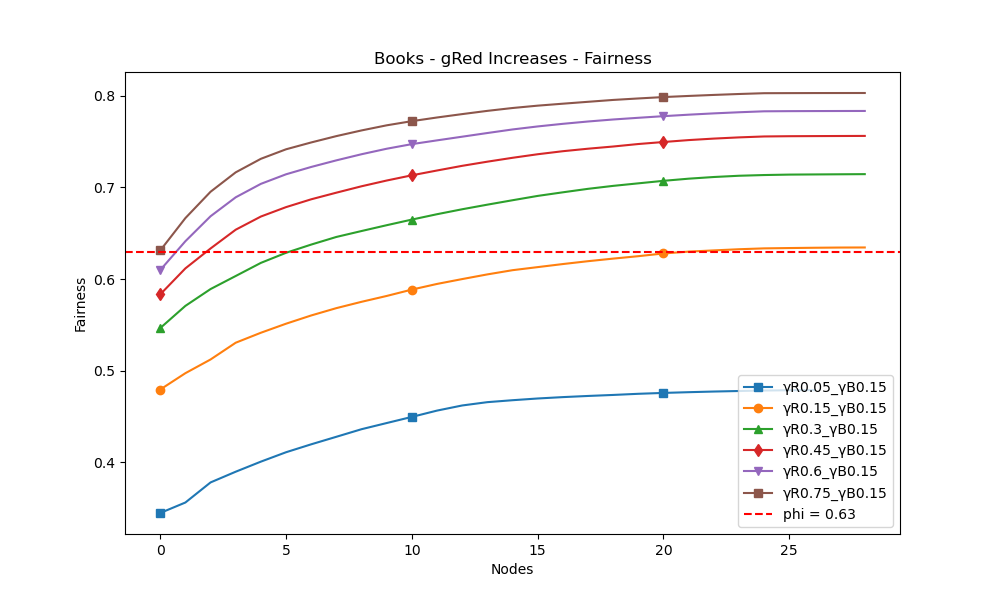 Books - gRed Increases - Fairness
Fairness
0.8
0.7
0.6
0.5
0.4
0
5
10
15
20
25
Nodes
γR0.05_γB0.15
γR0.15_γB0.15
γR0.3_γB0.15
γR0.45_γB0.15
γR0.6_γB0.15
γR0.75_γB0.15
phi = 0.63